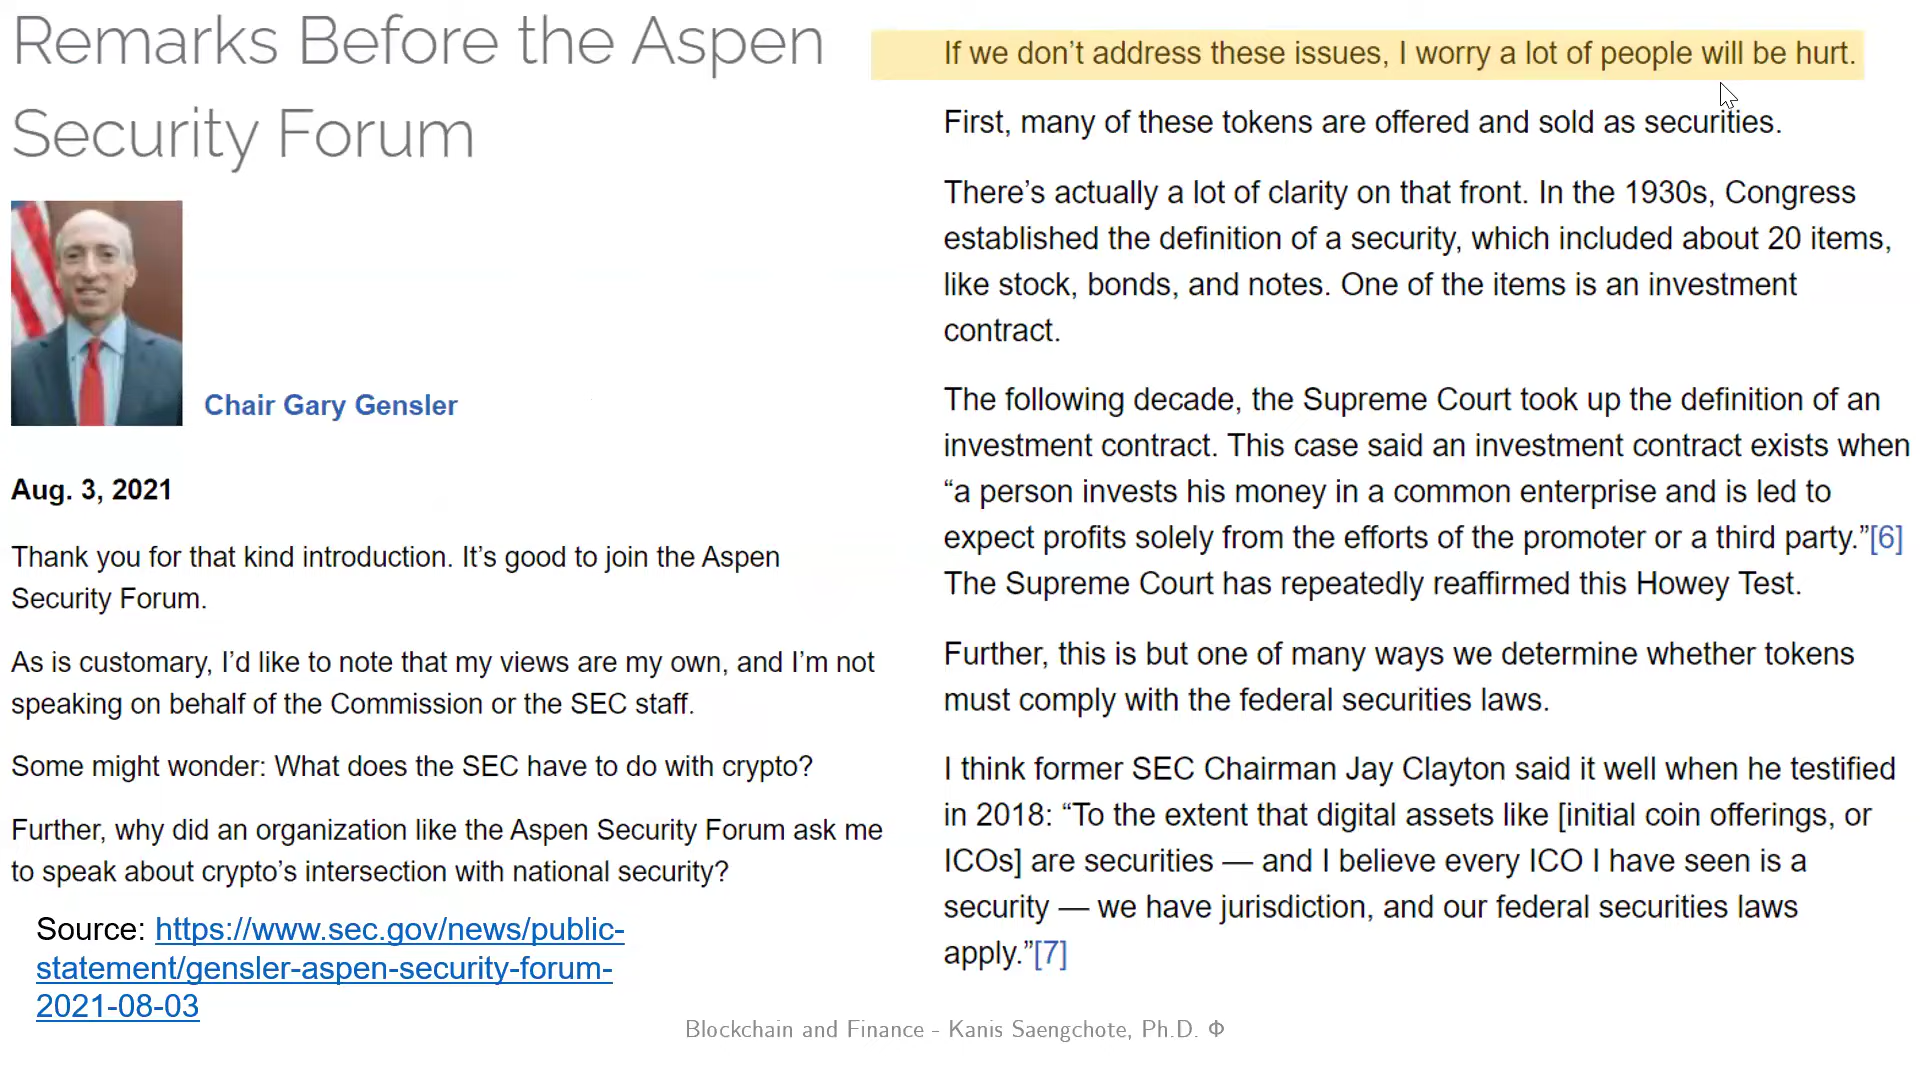 Remarks Before the Aspen
Security Forum
Chair Gary Gensler
Aug. 3, 2021
Thank you for that kind introduction. It’s good to join the Aspen
Security Forum.
As is customary, I’d like to note that my views are my own, and I’m not
speaking on behalf of the Commission or the SEC staff.
Some might wonder: What does the SEC have to do with crypto?
Further, why did an organization like the Aspen Security Forum ask me
to speak about crypto’s intersection with national security?
Source: https://www.sec.gov/news/public-
statement/gensler-aspen-security-forum-
2021-08-03
If we don’t address these issues, I worry a lot of people will be hurt.
First, many of these tokens are offered and sold as securities.
There’s actually a lot of clarity on that front. In the 1930s, Congress
established the definition of a security, which included about 20 items,
like stock, bonds, and notes. One of the items is an investment
contract.
The following decade, the Supreme Court took up the definition of an
investment contract. This case said an investment contract exists when
“a person invests his money in a common enterprise and is led to
expect profits solely from the efforts of the promoter or a third party.”[6]
The Supreme Court has repeatedly reaffirmed this Howey Test.
Further, this is but one of many ways we determine whether tokens
must comply with the federal securities laws.
I think former SEC Chairman Jay Clayton said it well when he testified
in 2018: “To the extent that digital assets like [initial coin offerings, or
ICOs] are securities — and I believe every ICO I have seen is a
security — we have jurisdiction, and our federal securities laws
apply.”[7]
Blockchain and Finance - Kanis Saengchote, Ph.D. Φ